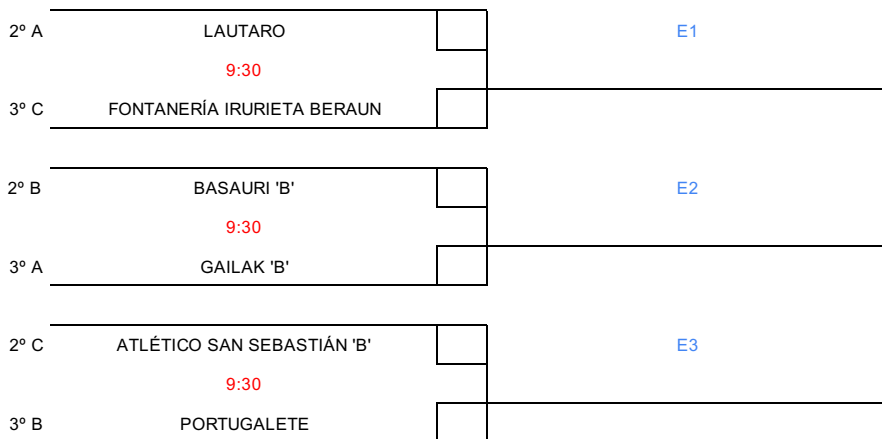 2º A LAUTARO E1
9:30
3º C FONTANERÍA IRURIETA BERAUN
2º B BASAURI 'B' E2
9:30
3º A GAILAK 'B'
2º C ATLÉTICO SAN SEBASTIÁN 'B' E3
9:30
3º B PORTUGALETE